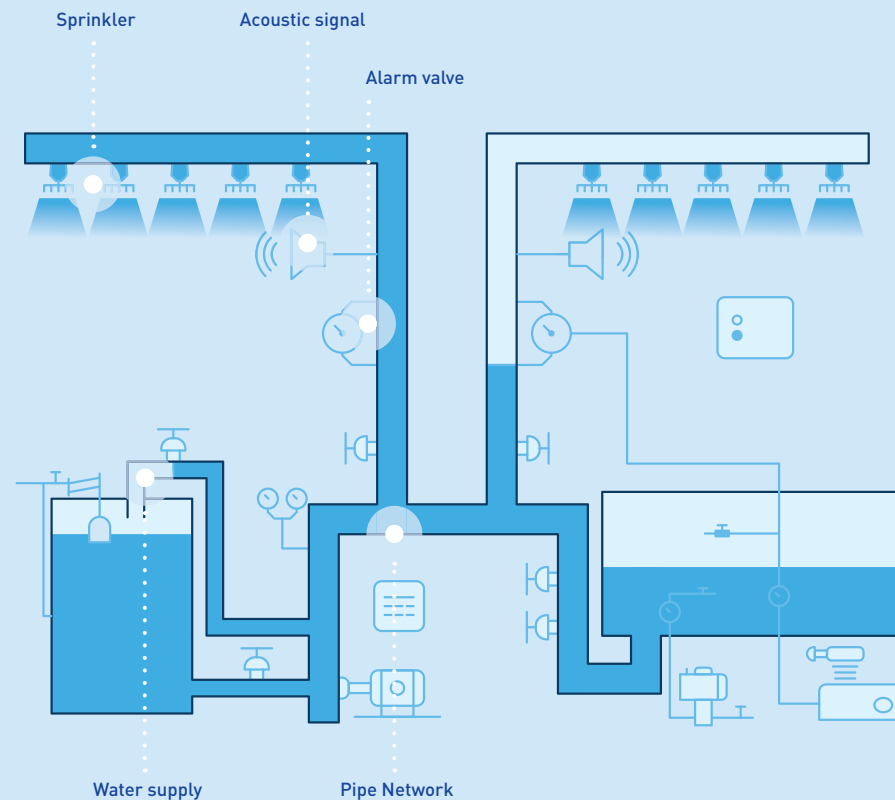 Sprinkler
Acoustic signal
Alarm valve
Water supply
Pipe Network